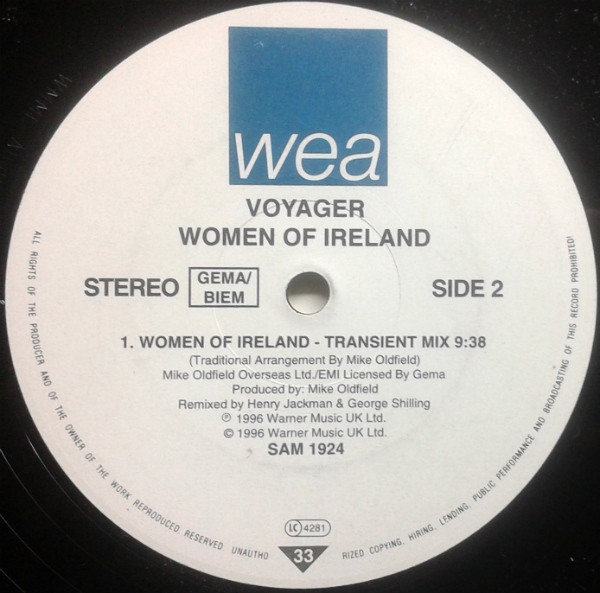 wea
VOYAGER
WOMEN OF IRELAND
STEREO GEMA/ BIEM SIDE 2
1. WOMEN OF IRELAND - TRANSIENT MIX 9:38
(Traditional Arrangement By Mike Oldfield)
Mike Oldfield Overseas Ltd./EMI Licensed By Gema
Produced by: Mike Oldfield
Remixed by Henry Jackman & George Shilling
℗ 1996 Warner Music UK Ltd.
© 1996 Warner Music UK Ltd.
SAM 1924
LC 4281
33
ALL RIGHTS OF THE PRODUCER AND OF THE OWNER OF THE WORK REPRODUCED RESERVED UNAUTHO RIZED COPYING, HIRING, LENDING, PUBLIC PERFORMANCE AND BROADCASTING OF THIS RECORD PROHIBITED!